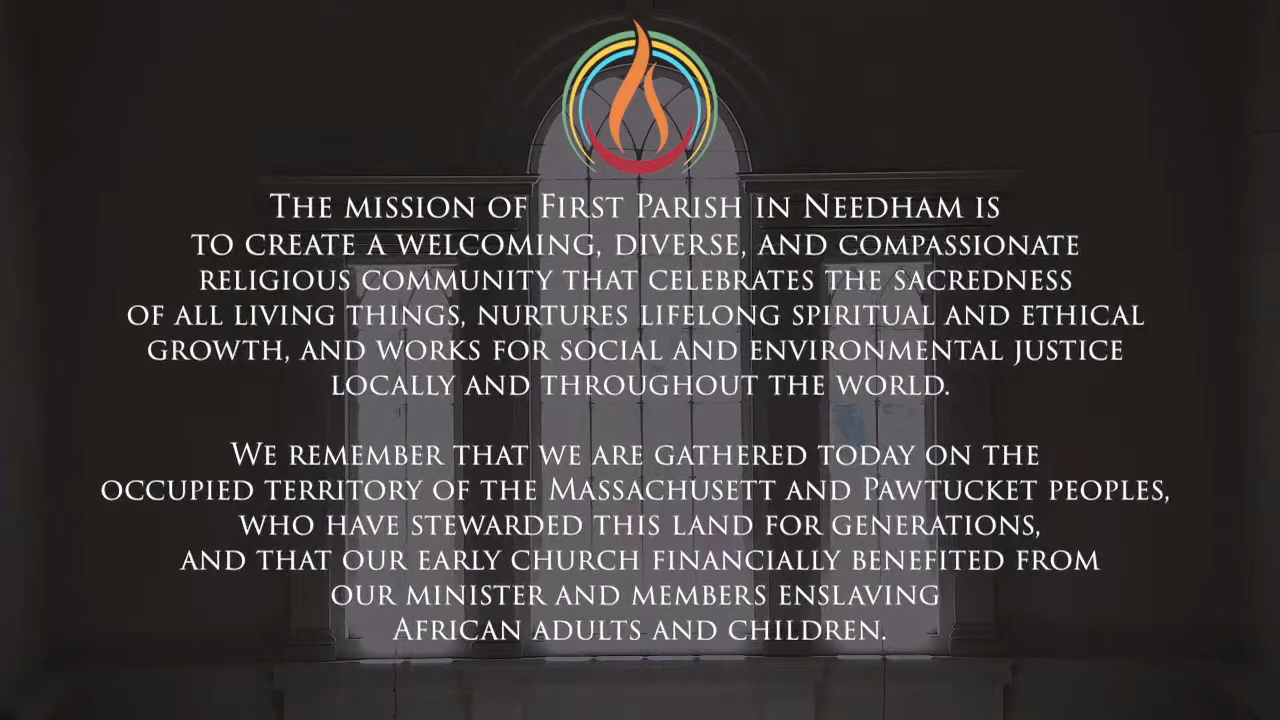 The mission of First Parish in Needham is
to create a welcoming, diverse, and compassionate
religious community that celebrates the sacredness
of all living things, nurtures lifelong spiritual and ethical
growth, and works for social and environmental justice
locally and throughout the world.
We remember that we are gathered today on the
occupied territory of the Massachusett and Pawtucket peoples,
who have stewarded this land for generations,
and that our early church financially benefited from
our minister and members enslaving
African adults and children.